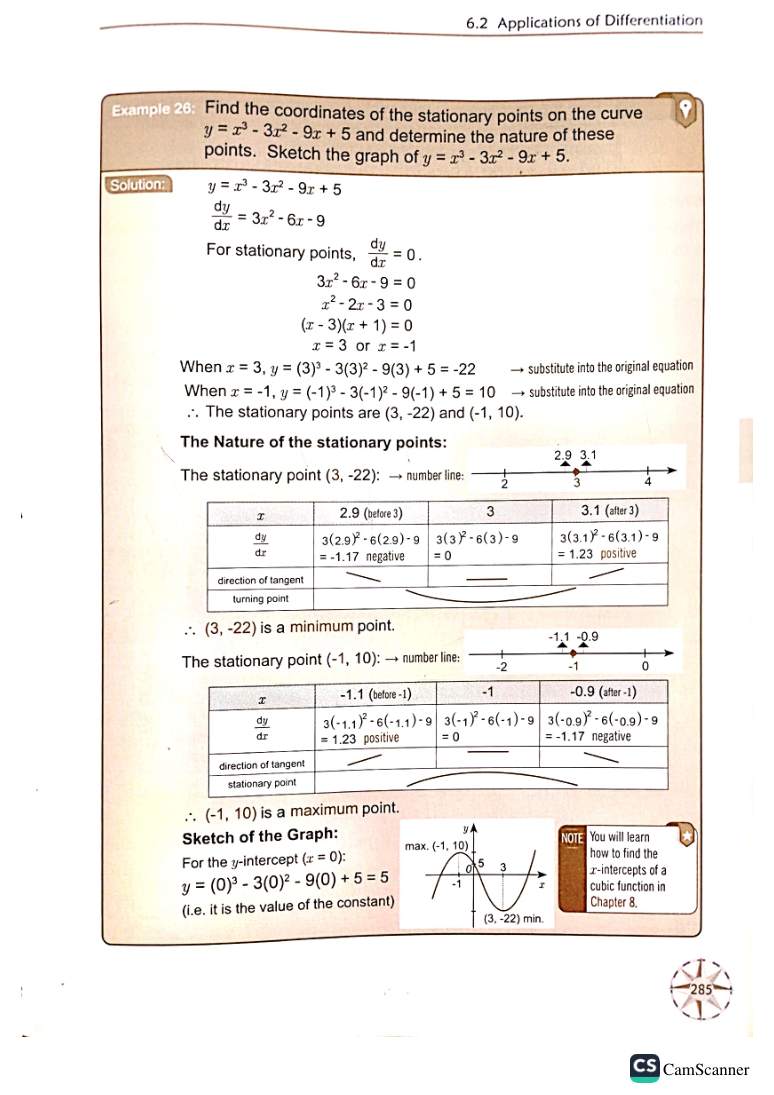 6.2 Applications of Differentiation
Example 26: Find the coordinates of the stationary points on the curve
y = x³ - 3x² - 9x + 5 and determine the nature of these
points. Sketch the graph of y = x³ - 3x² - 9x + 5.
Solution:
y = x³ - 3x² - 9x + 5
dy/dx = 3x² - 6x - 9
For stationary points, dy/dx = 0.
3x² - 6x - 9 = 0
x² - 2x - 3 = 0
(x - 3)(x + 1) = 0
x = 3 or x = -1
When x = 3, y = (3)³ - 3(3)² - 9(3) + 5 = -22 → substitute into the original equation
When x = -1, y = (-1)³ - 3(-1)² - 9(-1) + 5 = 10 → substitute into the original equation
∴ The stationary points are (3, -22) and (-1, 10).
The Nature of the stationary points:
2.9 3.1
The stationary point (3, -22): → number line:
2 3 4
x 2.9 (before 3) 3 3.1 (after 3)
dy/dx 3(2.9)² - 6(2.9) - 9 3(3)² - 6(3) - 9 3(3.1)² - 6(3.1) - 9
= -1.17 negative = 0 = 1.23 positive
direction of tangent
turning point
∴ (3, -22) is a minimum point.
-1.1 -0.9
The stationary point (-1, 10): → number line:
-2 -1 0
x -1.1 (before -1) -1 -0.9 (after -1)
dy/dx 3(-1.1)² - 6(-1.1) - 9 3(-1)² - 6(-1) - 9 3(-0.9)² - 6(-0.9) - 9
= 1.23 positive = 0 = -1.17 negative
direction of tangent
stationary point
∴ (-1, 10) is a maximum point.
Sketch of the Graph:
For the y-intercept (x = 0):
y = (0)³ - 3(0)² - 9(0) + 5 = 5
(i.e. it is the value of the constant)
y
max. (-1, 10)
5
0 3
-1 x
(3, -22) min.
NOTE You will learn
how to find the
x-intercepts of a
cubic function in
Chapter 8.
285
CS CamScanner